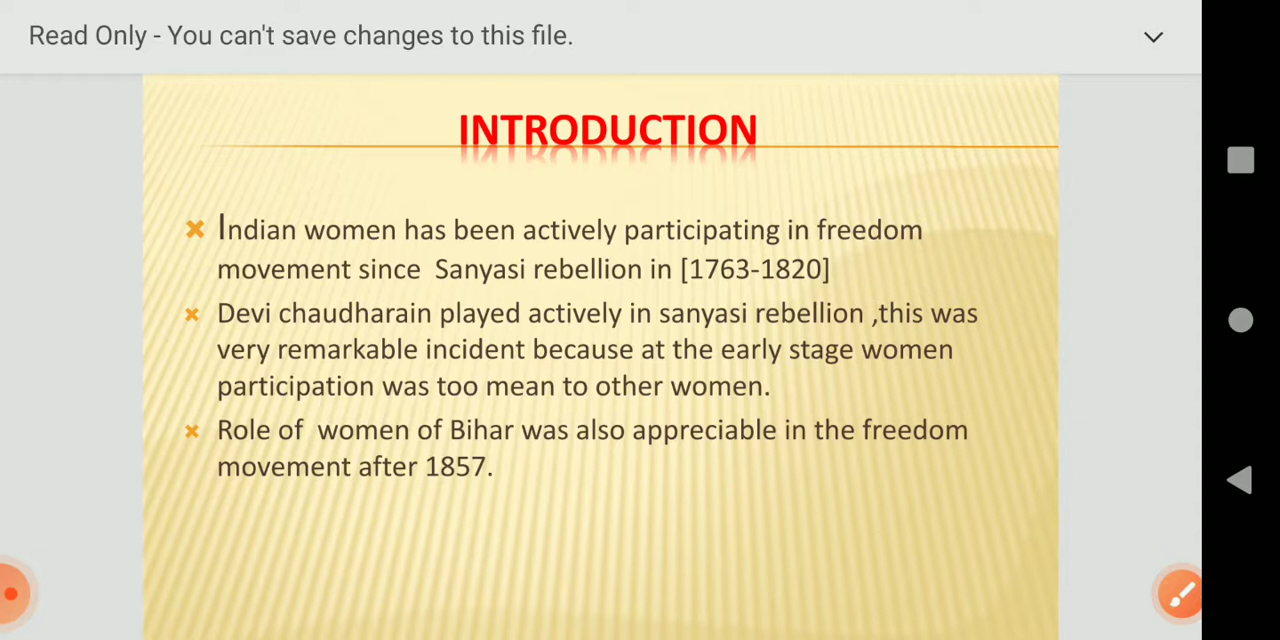 Read Only - You can't save changes to this file.
INTRODUCTION
Indian women has been actively participating in freedom
movement since Sanyasi rebellion in [1763-1820]
Devi chaudharain played actively in sanyasi rebellion ,this was
very remarkable incident because at the early stage women
participation was too mean to other women.
Role of women of Bihar was also appreciable in the freedom
movement after 1857.